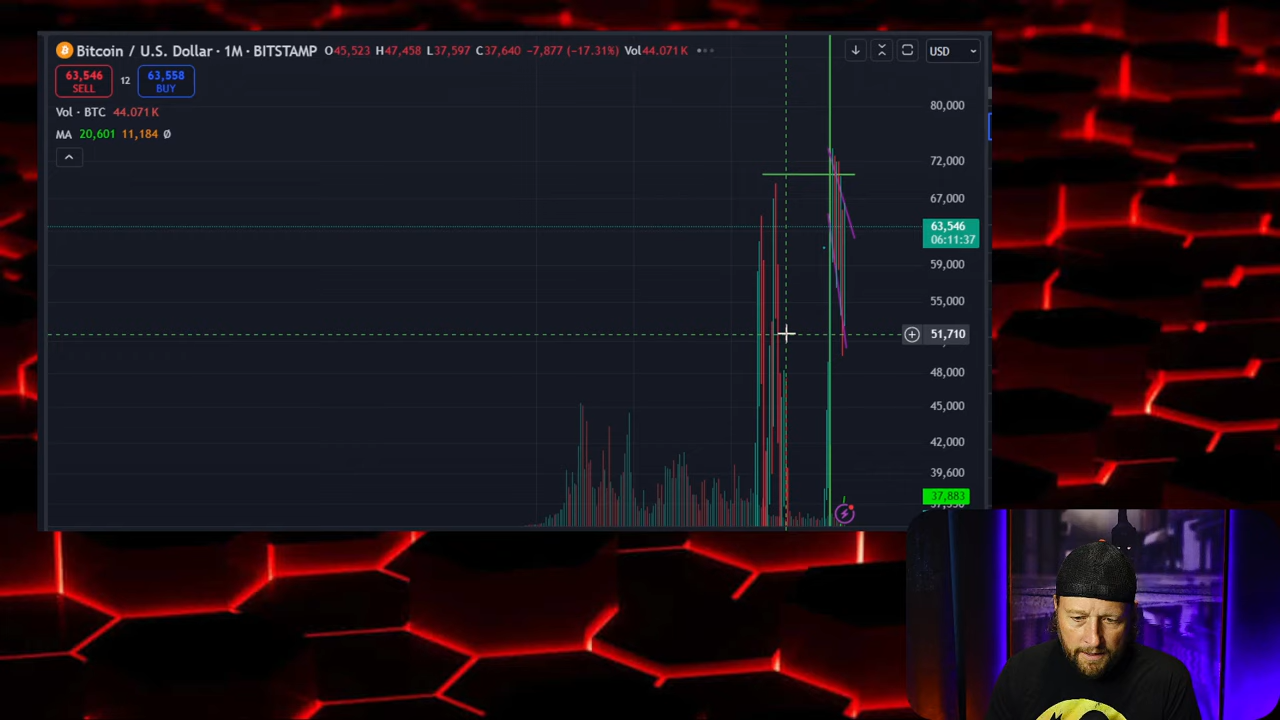 Bitcoin / U.S. Dollar · 1M · BITSTAMP O45,523 H47,458 L37,597 C37,640 -7,877 (-17.31%) Vol44.071 K
USD
63,546
SELL
12
63,558
BUY
Vol · BTC 44.071 K
MA 20,601 11,184 Ø
80,000
72,000
67,000
63,546
06:11:37
59,000
55,000
51,710
48,000
45,000
42,000
39,600
37,883